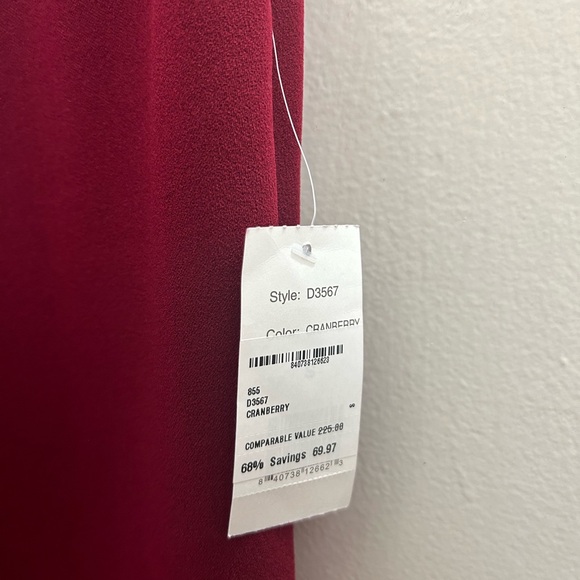 Style: D3567
Color: CRANBERRY
840738126623
855
D3567
CRANBERRY
COMPARABLE VALUE 225.00
68% Savings 69.97